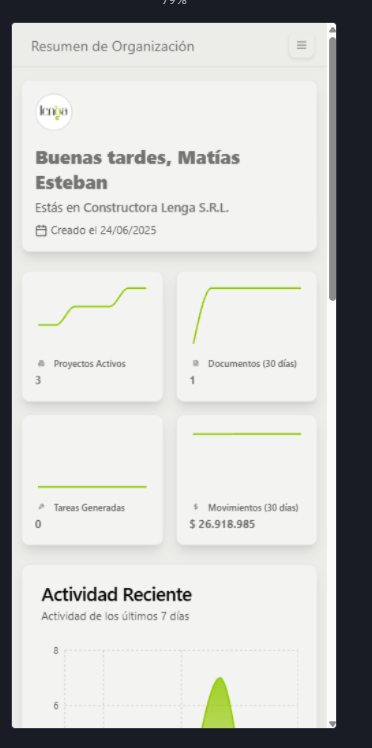 79%
Resumen de Organización
lenga
Buenas tardes, Matías
Esteban
Estás en Constructora Lenga S.R.L.
Creado el 24/06/2025
Proyectos Activos
3
Documentos (30 días)
1
Tareas Generadas
0
Movimientos (30 días)
$ 26.918.985
Actividad Reciente
Actividad de los últimos 7 días
8
6